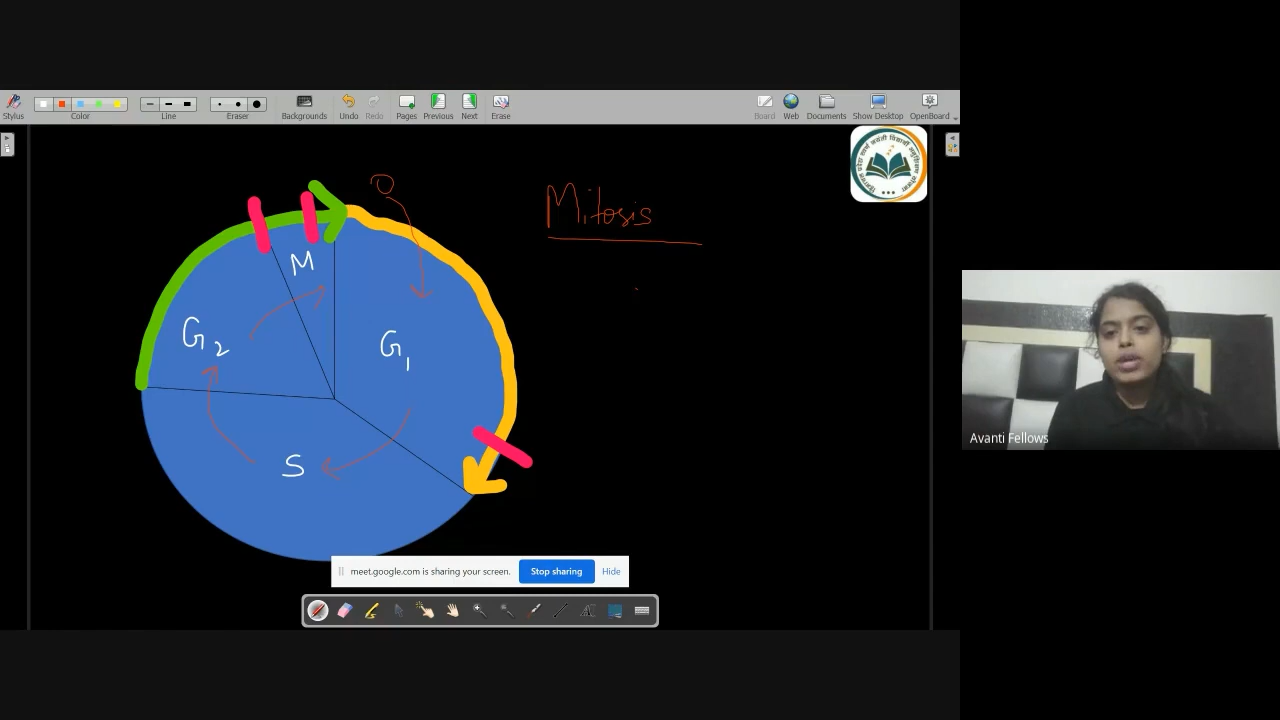 Stylus
Color
Line
Eraser
Backgrounds
Undo
Redo
Pages
Previous
Next
Erase
Board
Web
Documents
Show Desktop
OpenBoard
Mitosis
M
G2
G1
S
Avanti Fellows
meet.google.com is sharing your screen.
Stop sharing
Hide